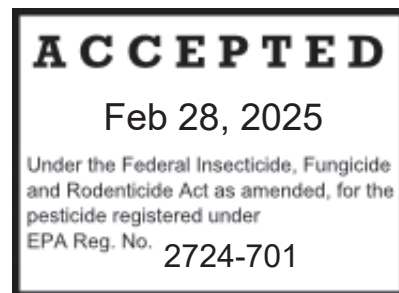 ACCEPTED
Feb 28, 2025
Under the Federal Insecticide, Fungicide
and Rodenticide Act as amended, for the
pesticide registered under
EPA Reg. No. 2724-701